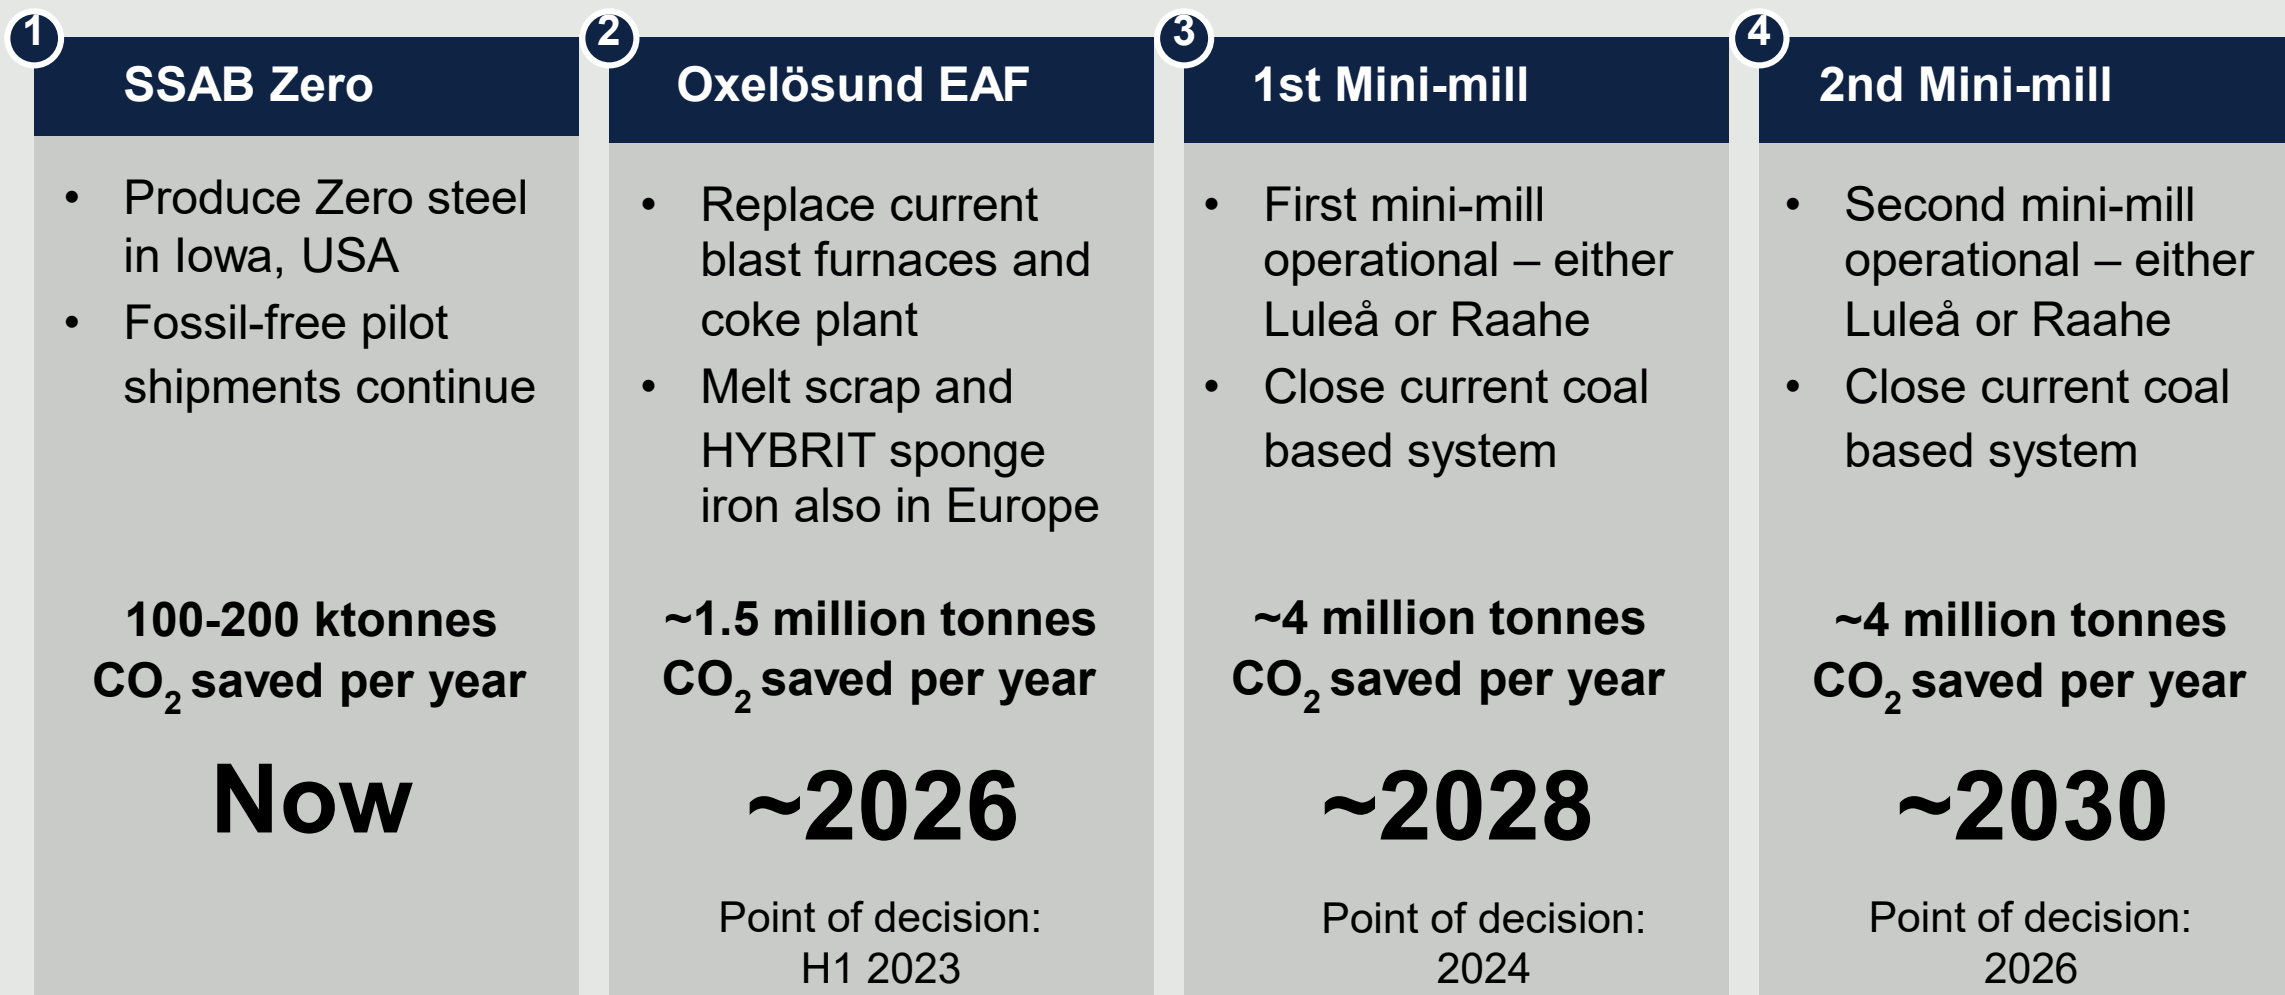 1
SSAB Zero
• Produce Zero steel
in Iowa, USA
• Fossil-free pilot
shipments continue
100-200 ktonnes
CO₂ saved per year
Now
2
Oxelösund EAF
• Replace current
blast furnaces and
coke plant
• Melt scrap and
HYBRIT sponge
iron also in Europe
~1.5 million tonnes
CO₂ saved per year
~2026
Point of decision:
H1 2023
3
1st Mini-mill
• First mini-mill
operational – either
Luleå or Raahe
• Close current coal
based system
~4 million tonnes
CO₂ saved per year
~2028
Point of decision:
2024
4
2nd Mini-mill
• Second mini-mill
operational – either
Luleå or Raahe
• Close current coal
based system
~4 million tonnes
CO₂ saved per year
~2030
Point of decision:
2026